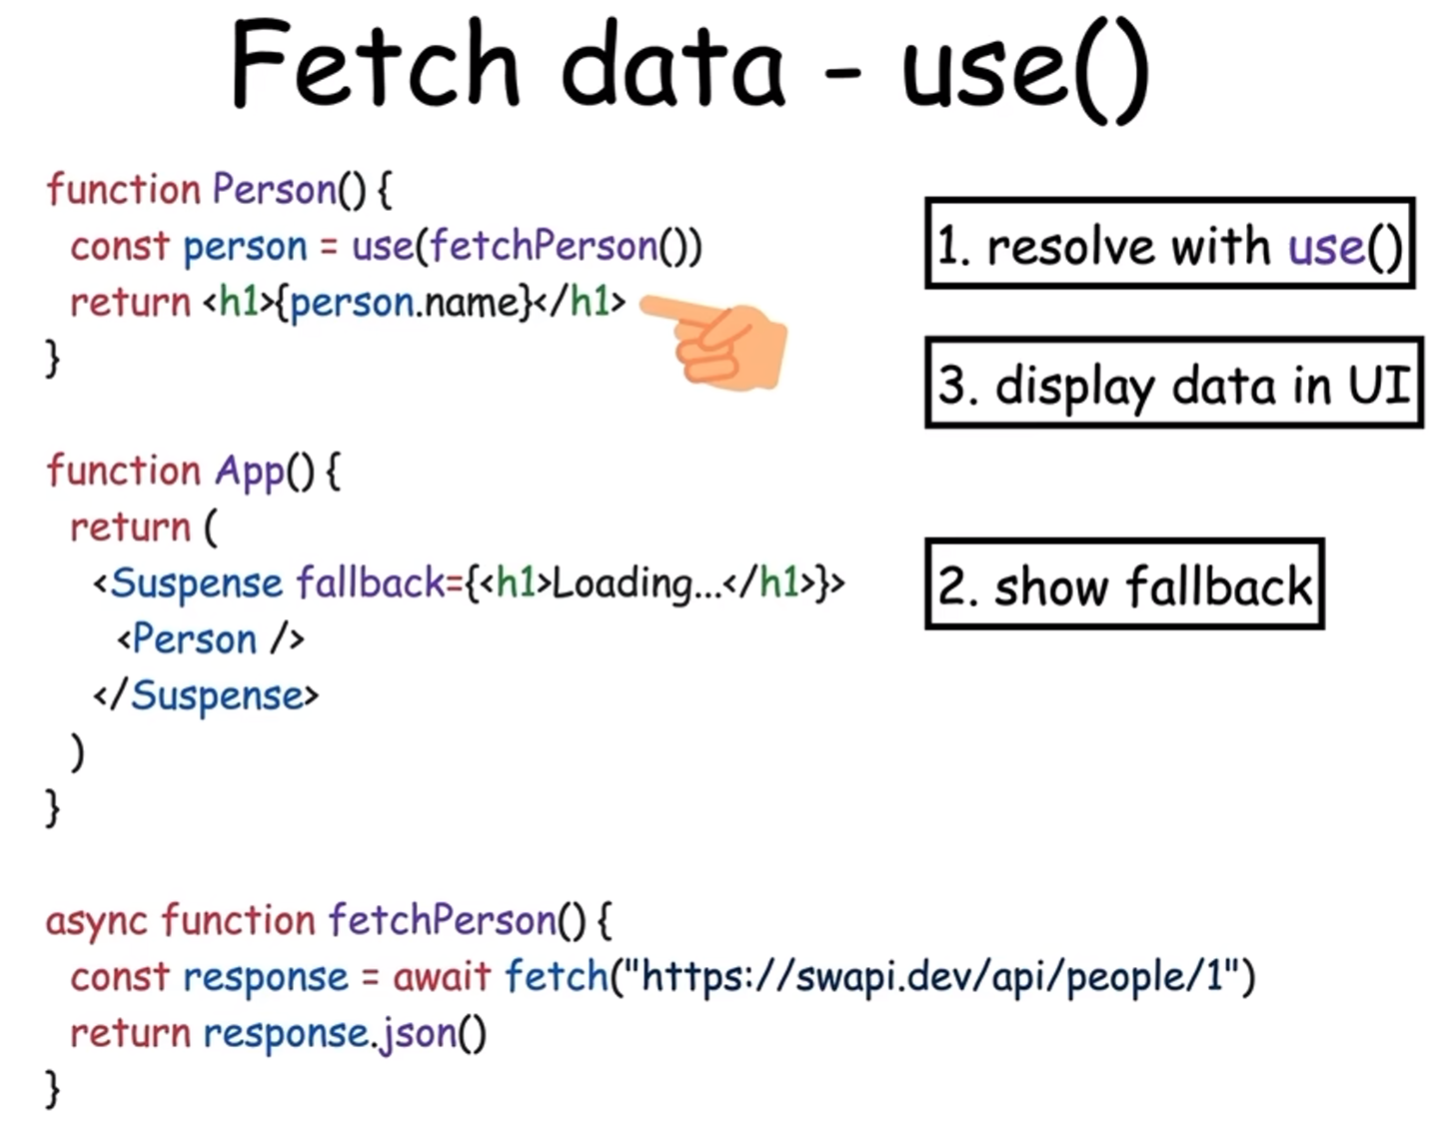 Fetch data - use()
function Person() {
const person = use(fetchPerson())
return <h1>{person.name}</h1>
}
1. resolve with use()
3. display data in UI
function App() {
return (
<Suspense fallback={<h1>Loading...</h1>}>
<Person />
</Suspense>
)
}
2. show fallback
async function fetchPerson() {
const response = await fetch("https://swapi.dev/api/people/1")
return response.json()
}